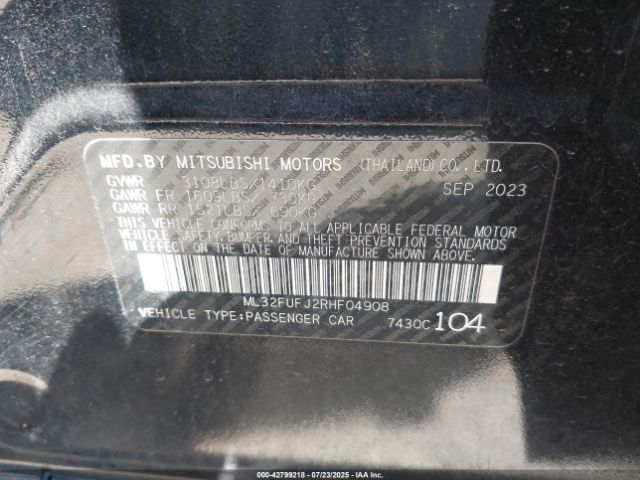 MFD.BY MITSUBISHI MOTORS (THAILAND) CO., LTD.
GVWR 3108LBS/1410KG SEP 2023
GAWR FR 1609LBS/730KG
GAWR RR 1521LBS/690KG
THIS VEHICLE CONFORMS TO ALL APPLICABLE FEDERAL MOTOR
VEHICLE SAFETY, BUMPER, AND THEFT PREVENTION STANDARDS
IN EFFECT ON THE DATE OF MANUFACTURE SHOWN ABOVE.
ML32FUFJ2RHF04908
VEHICLE TYPE:PASSENGER CAR 7430C 104
000-42799218 - 07/23/2025 - IAA Corp.